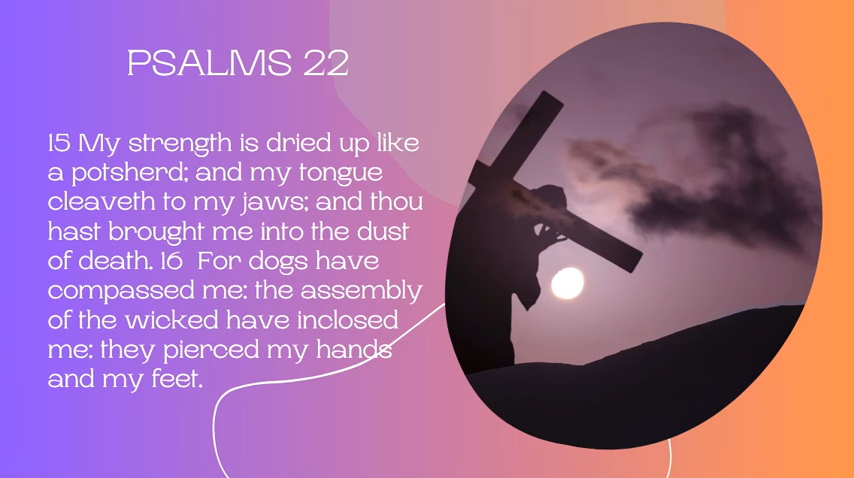 PSALMS 22
15 My strength is dried up like
a potsherd; and my tongue
cleaveth to my jaws; and thou
hast brought me into the dust
of death. 16  For dogs have
compassed me: the assembly
of the wicked have inclosed
me: they pierced my hands
and my feet.